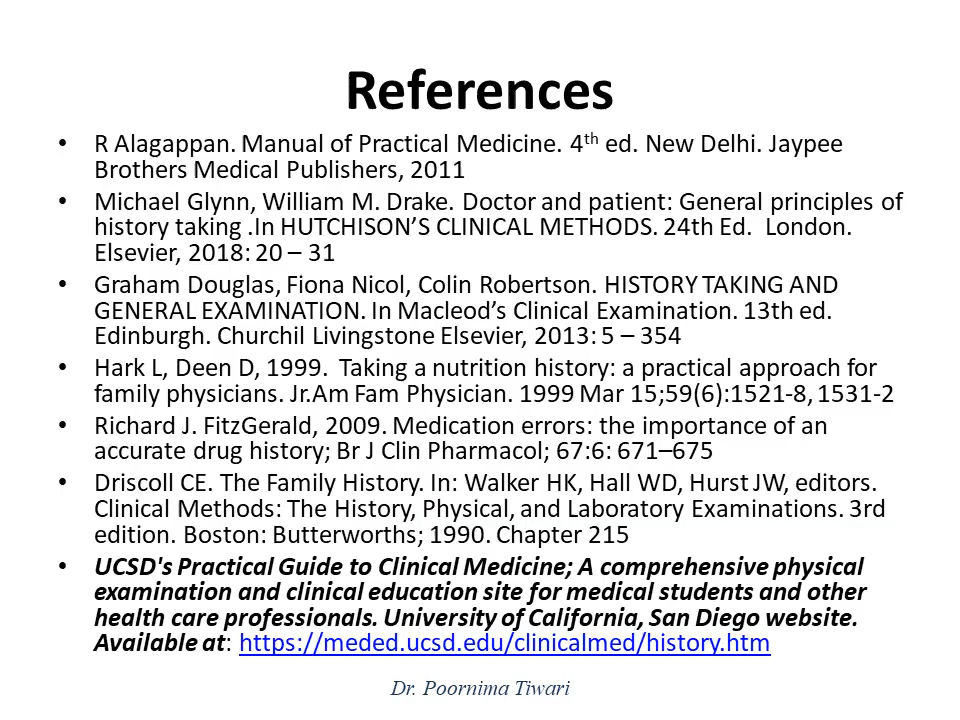 References
• R Alagappan. Manual of Practical Medicine. 4th ed. New Delhi. Jaypee
Brothers Medical Publishers, 2011
• Michael Glynn, William M. Drake. Doctor and patient: General principles of
history taking .In HUTCHISON’S CLINICAL METHODS. 24th Ed.  London.
Elsevier, 2018: 20 – 31
• Graham Douglas, Fiona Nicol, Colin Robertson. HISTORY TAKING AND
GENERAL EXAMINATION. In Macleod’s Clinical Examination. 13th ed.
Edinburgh. Churchil Livingstone Elsevier, 2013: 5 – 354
• Hark L, Deen D, 1999.  Taking a nutrition history: a practical approach for
family physicians. Jr.Am Fam Physician. 1999 Mar 15;59(6):1521-8, 1531-2
• Richard J. FitzGerald, 2009. Medication errors: the importance of an
accurate drug history; Br J Clin Pharmacol; 67:6: 671–675
• Driscoll CE. The Family History. In: Walker HK, Hall WD, Hurst JW, editors.
Clinical Methods: The History, Physical, and Laboratory Examinations. 3rd
edition. Boston: Butterworths; 1990. Chapter 215
• UCSD's Practical Guide to Clinical Medicine; A comprehensive physical
examination and clinical education site for medical students and other
health care professionals. University of California, San Diego website.
Available at: https://meded.ucsd.edu/clinicalmed/history.htm
Dr. Poornima Tiwari